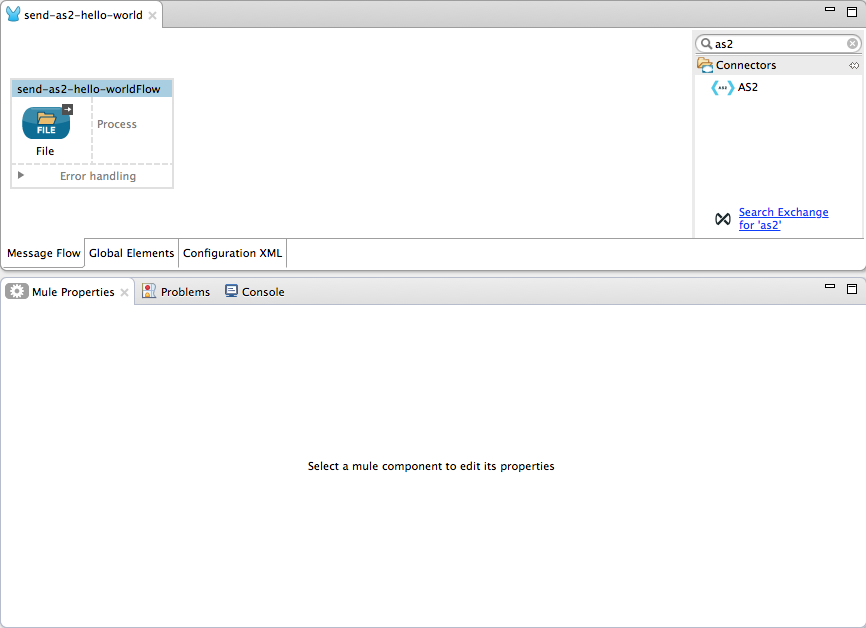 send-as2-hello-world
as2
Connectors
AS2
AS2
send-as2-hello-worldFlow
FILE
Process
File
Error handling
Search Exchange
for 'as2'
Message Flow
Global Elements
Configuration XML
Mule Properties
Problems
Console
Select a mule component to edit its properties